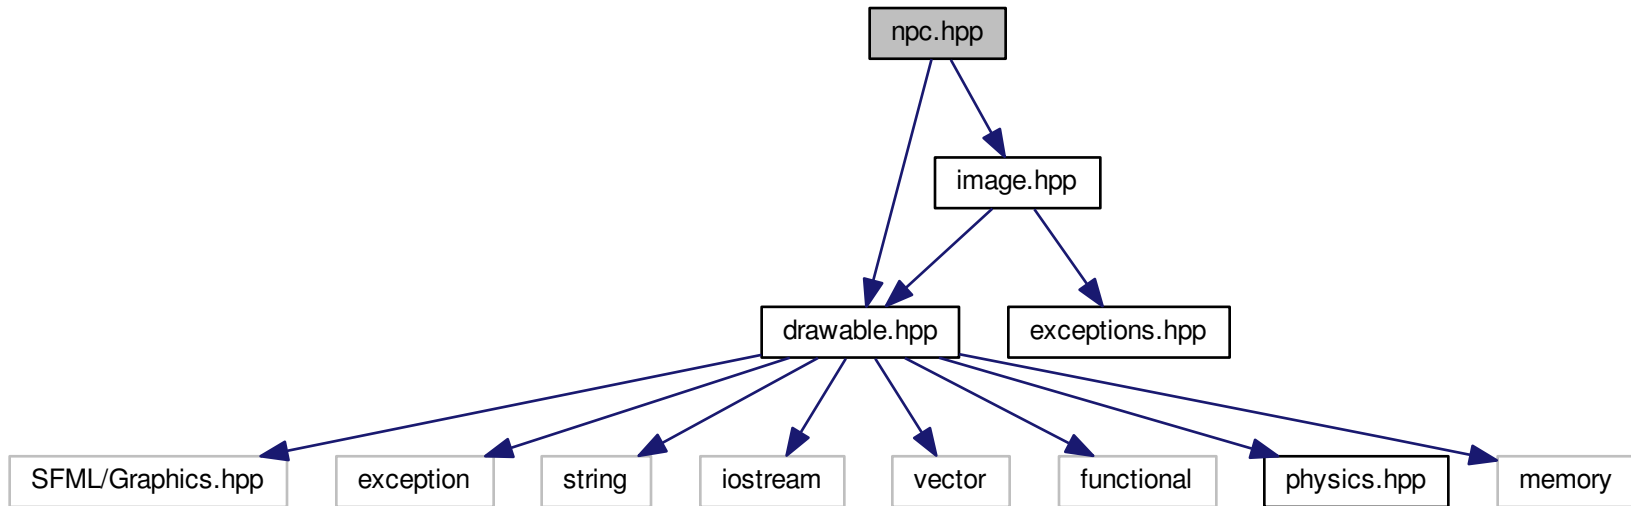 npc.hpp
image.hpp
drawable.hpp
exceptions.hpp
SFML/Graphics.hpp
exception
string
iostream
vector
functional
physics.hpp
memory